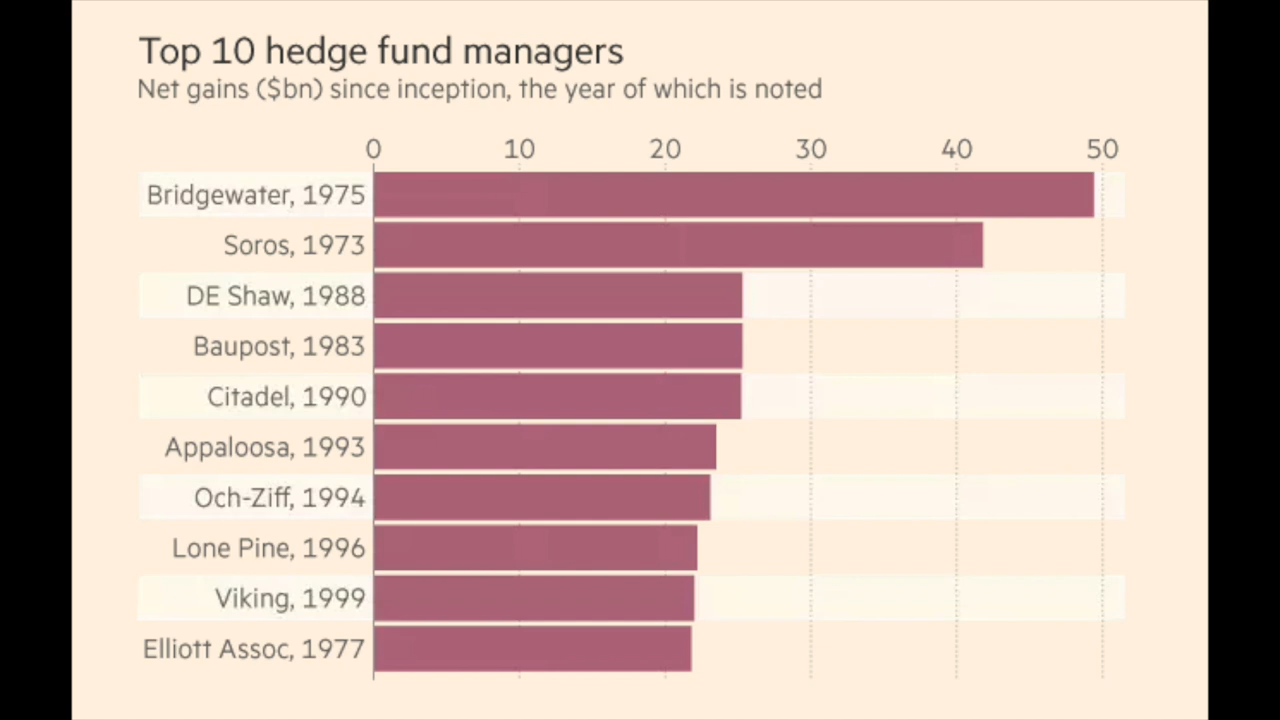 Top 10 hedge fund managers
Net gains ($bn) since inception, the year of which is noted
0 10 20 30 40 50
Bridgewater, 1975
Soros, 1973
DE Shaw, 1988
Baupost, 1983
Citadel, 1990
Appaloosa, 1993
Och-Ziff, 1994
Lone Pine, 1996
Viking, 1999
Elliott Assoc, 1977